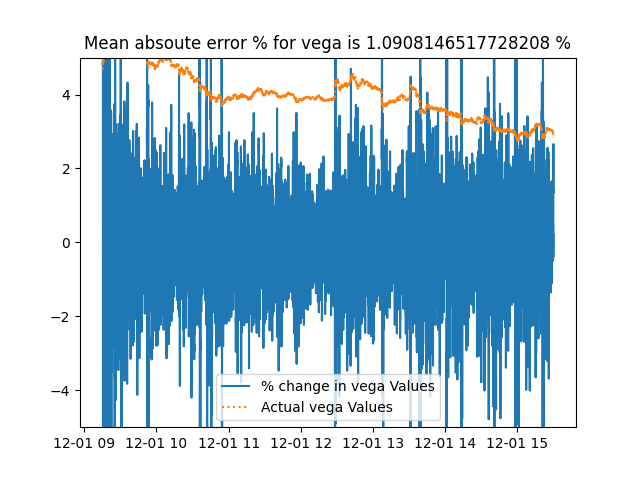 Mean absoute error % for vega is 1.0908146517728208 %
4
2
0
−2
−4
% change in vega Values
Actual vega Values
12-01 09 12-01 10 12-01 11 12-01 12 12-01 13 12-01 14 12-01 15